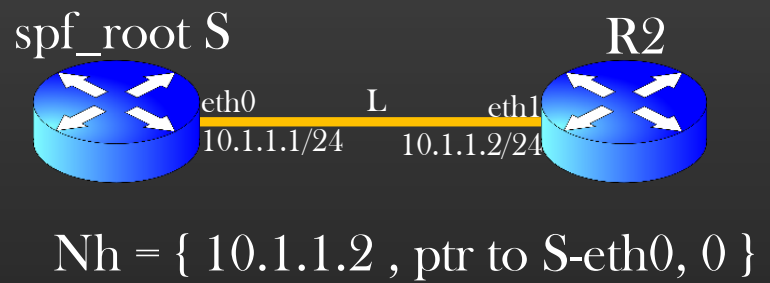 spf_root S
R2
eth0
L
eth1
10.1.1.1/24
10.1.1.2/24
Nh = { 10.1.1.2 , ptr to S-eth0, 0 }